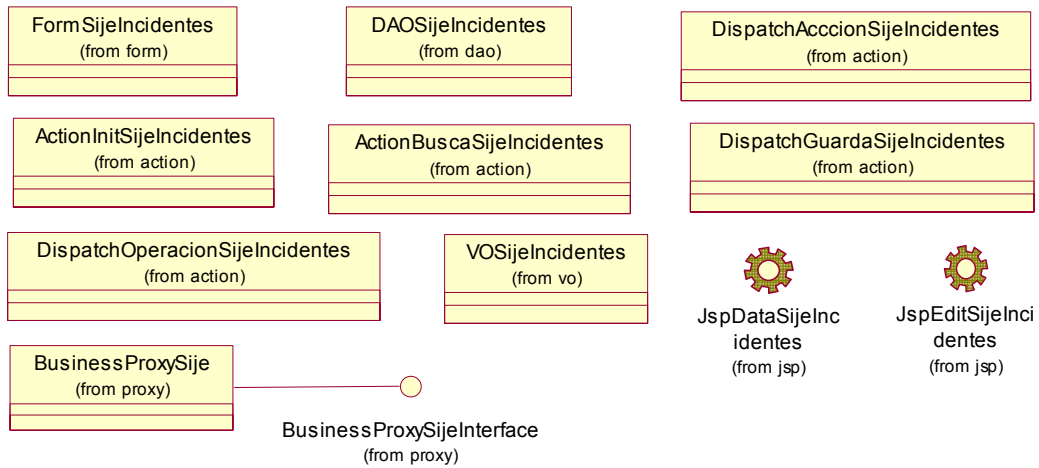 FormSijeIncidentes
(from form)
DAOSijeIncidentes
(from dao)
DispatchAcccionSijeIncidentes
(from action)
ActionInitSijeIncidentes
(from action)
ActionBuscaSijeIncidentes
(from action)
DispatchGuardaSijeIncidentes
(from action)
DispatchOperacionSijeIncidentes
(from action)
VOSijeIncidentes
(from vo)
JspDataSijeInc
identes
(from jsp)
JspEditSijeInci
dentes
(from jsp)
BusinessProxySije
(from proxy)
BusinessProxySijeInterface
(from proxy)